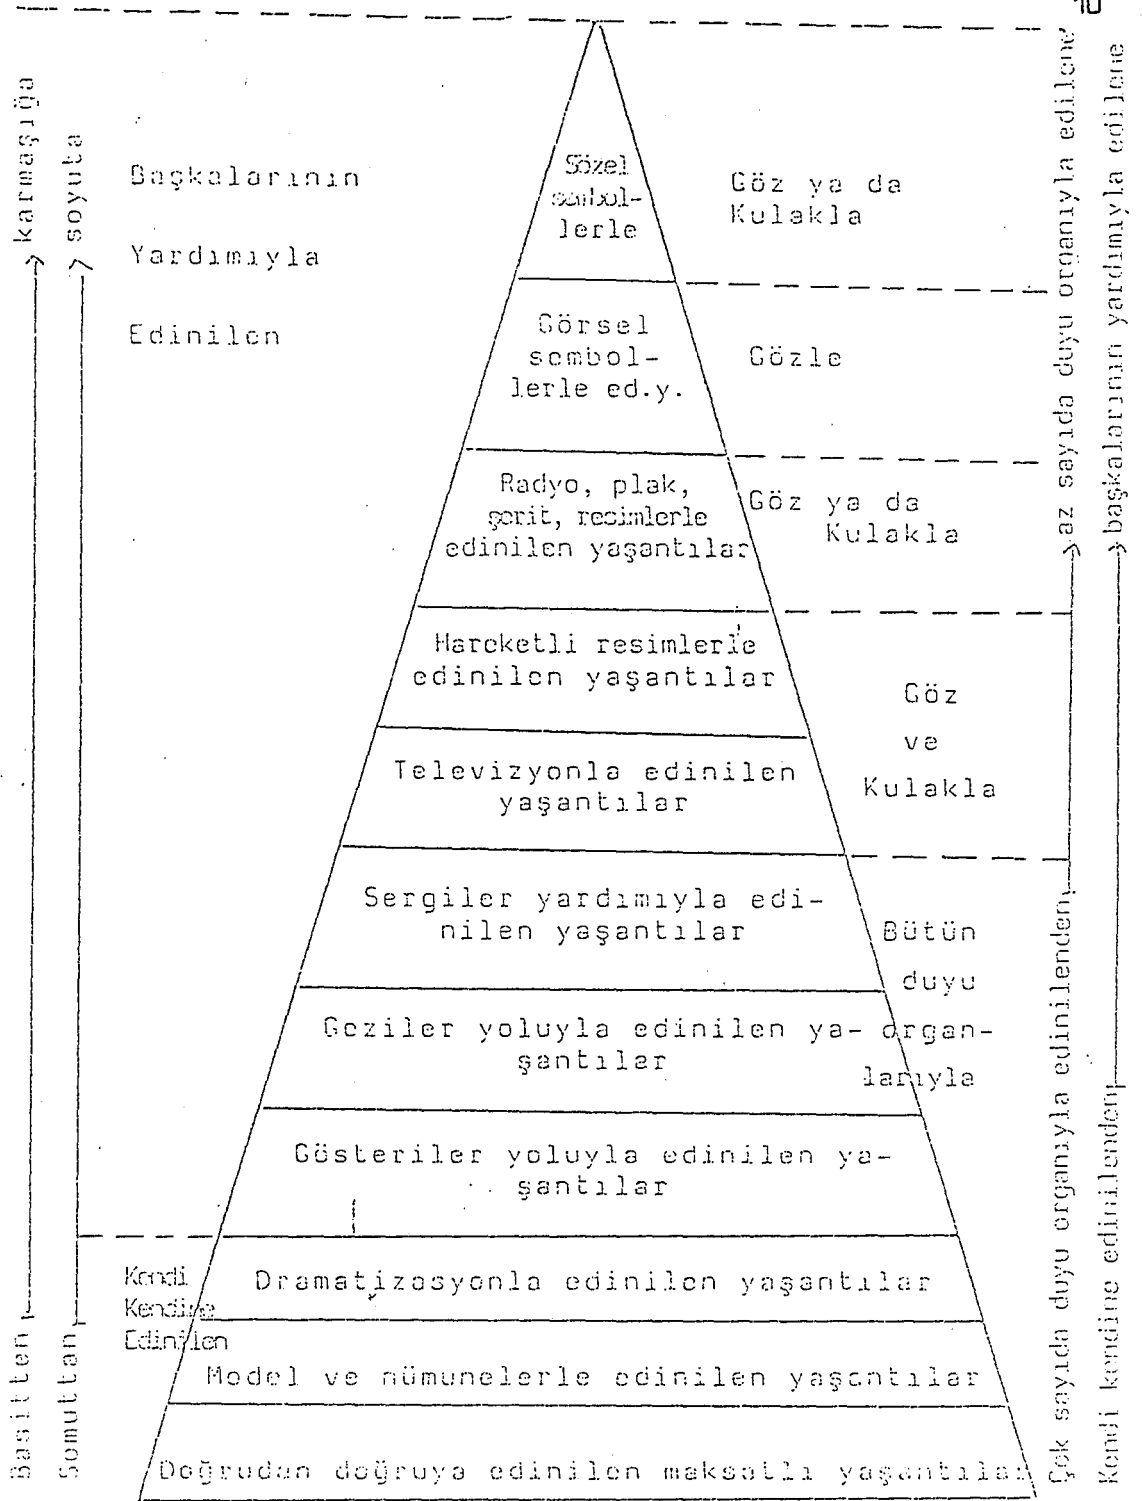 10
Basitten karmaşığa
Somuttan soyuta
Başkalarının
Yardımıyla
Edinilen
Kendi
Kendine
Edinilen
Sözel
sembol-
lerle
Görsel
sembol-
lerle ed.y.
Radyo, plak,
şerit, resimlerle
edinilen yaşantılar
Hareketli resimlerle
edinilen yaşantılar
Televizyonla edinilen
yaşantılar
Sergiler yardımıyla edi-
nilen yaşantılar
Geziler yoluyla edinilen ya-
şantılar
Gösteriler yoluyla edinilen ya-
şantılar
Dramatizasyonla edinilen yaşantılar
Model ve nümunelerle edinilen yaşantılar
Doğrudan doğruya edinilen maksatlı yaşantılar
Göz ya da
Kulakla
Gözle
Göz ya da
Kulakla
Göz
ve
Kulakla
Bütün
duyu
organ-
larıyla
Çok sayıda duyu organıyla edinilenden az sayıda duyu organıyla edilene
Kendi kendine edinilenden başkalarının yardımıyla edilene